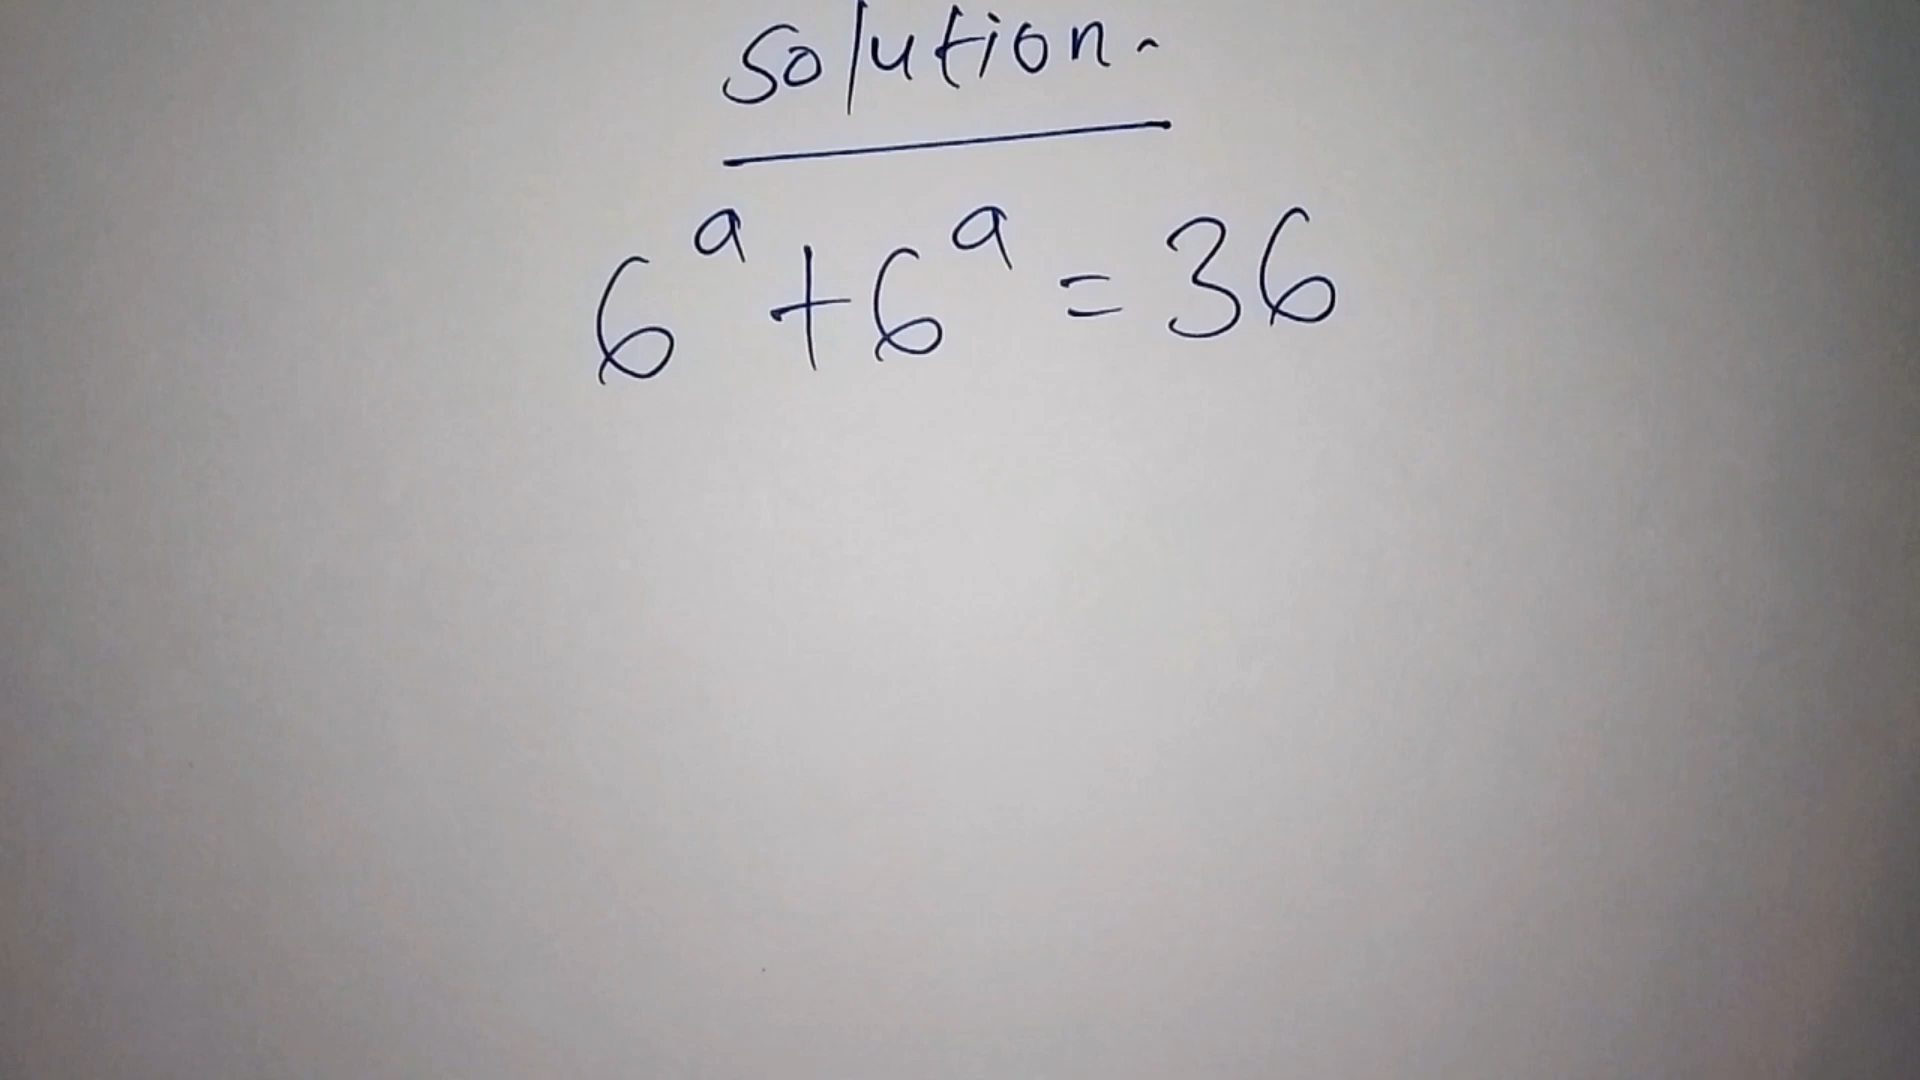 Solution.
6^a + 6^a = 36